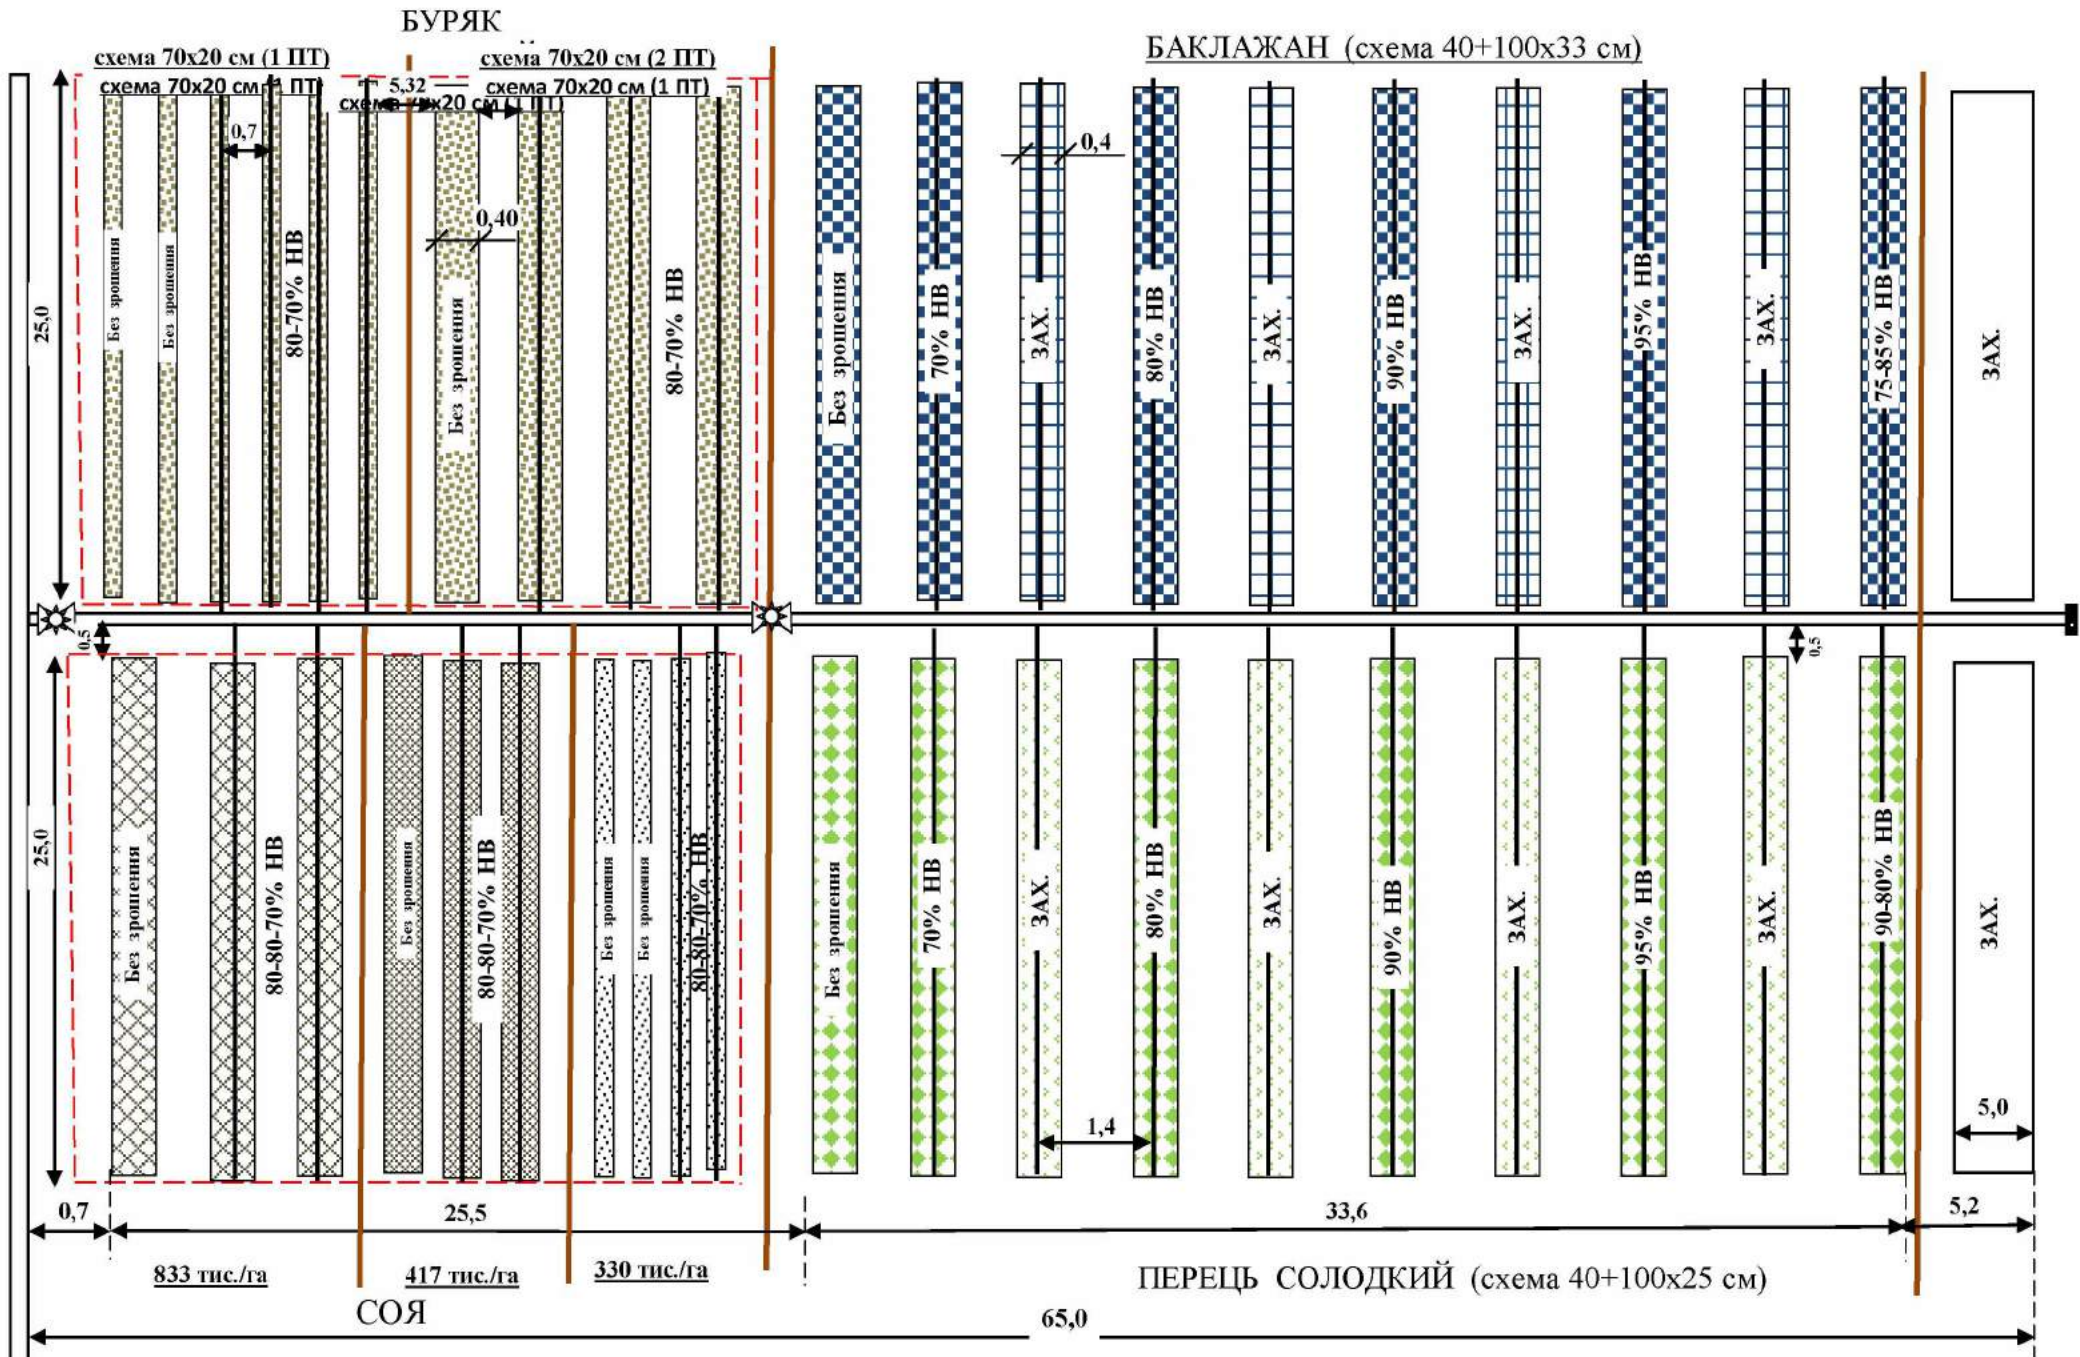 БУРЯК
схема 70х20 см (1 ПТ)
схема 70х20 см (2 ПТ)
БАКЛАЖАН (схема 40+100х33 см)
схема 70х20 см (1 ПТ)
5,32
схема 70х20 см (1 ПТ)
схема 70х20 см (1 ПТ)
0,7
0,4
0,40
25,0
Без зрошення
Без зрошення
80-70% НВ
Без зрошення
80-70% НВ
Без зрошення
70% НВ
ЗАХ.
80% НВ
ЗАХ.
90% НВ
ЗАХ.
95% НВ
ЗАХ.
75-85% НВ
ЗАХ.
0,5
0,5
25,0
Без зрошення
80-80-70% НВ
Без зрошення
80-80-70% НВ
Без зрошення
Без зрошення
80-80-70% НВ
Без зрошення
70% НВ
ЗАХ.
80% НВ
ЗАХ.
90% НВ
ЗАХ.
95% НВ
ЗАХ.
90-80% НВ
ЗАХ.
1,4
5,0
0,7
25,5
33,6
5,2
833 тис./га
417 тис./га
330 тис./га
ПЕРЕЦЬ СОЛОДКИЙ (схема 40+100х25 см)
СОЯ
65,0